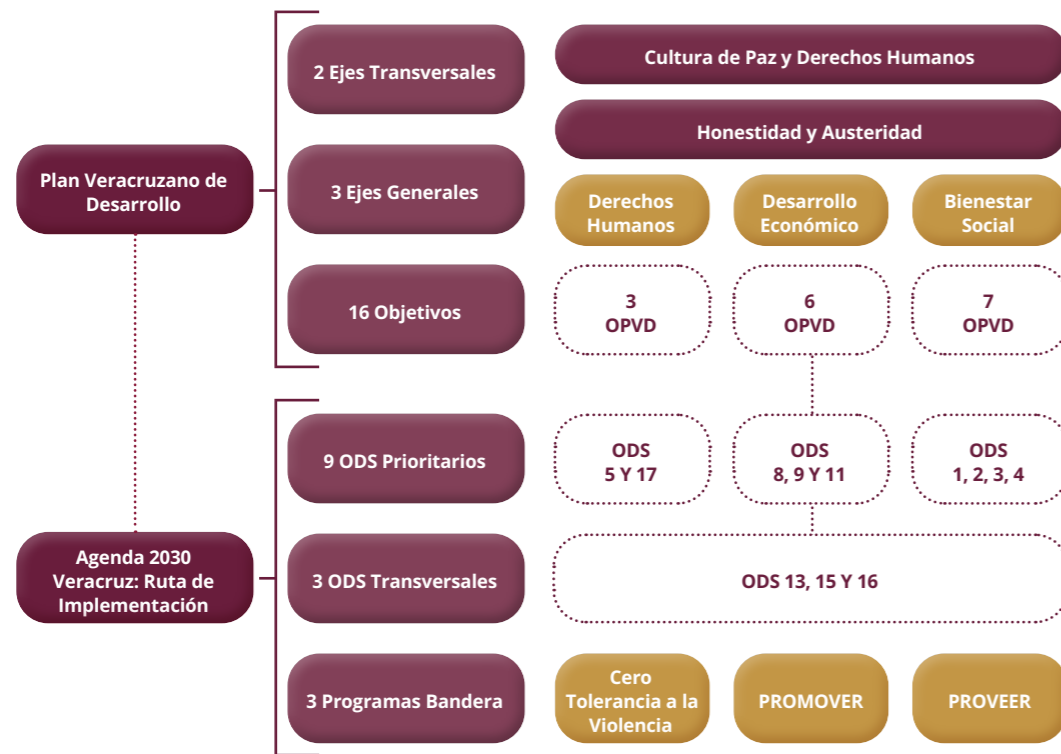 2 Ejes Transversales
Cultura de Paz y Derechos Humanos
Honestidad y Austeridad
Plan Veracruzano de
Desarrollo
3 Ejes Generales
Derechos
Humanos
Desarrollo
Económico
Bienestar
Social
16 Objetivos
3
OPVD
6
OPVD
7
OPVD
9 ODS Prioritarios
ODS
5 Y 17
ODS
8, 9 Y 11
ODS
1, 2, 3, 4
Agenda 2030
Veracruz: Ruta de
Implementación
3 ODS Transversales
ODS 13, 15 Y 16
3 Programas Bandera
Cero
Tolerancia a la
Violencia
PROMOVER
PROVEER